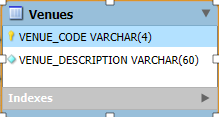 Venues
VENUE_CODE VARCHAR(4)
VENUE_DESCRIPTION VARCHAR(60)
Indexes